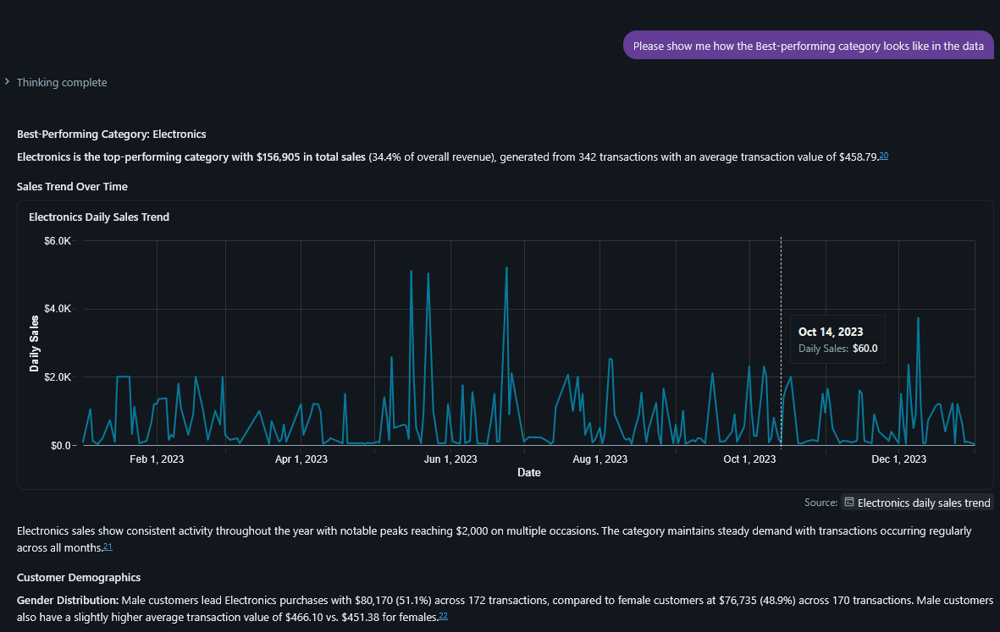 Please show me how the Best-performing category looks like in the data
Thinking complete
Best-Performing Category: Electronics
Electronics is the top-performing category with $156,905 in total sales (34.4% of overall revenue), generated from 342 transactions with an average transaction value of $458.79.20
Sales Trend Over Time
Electronics Daily Sales Trend
$6.0K
$4.0K
$2.0K
$0.0
Daily Sales
Oct 14, 2023
Daily Sales: $60.0
Feb 1, 2023
Apr 1, 2023
Jun 1, 2023
Aug 1, 2023
Oct 1, 2023
Dec 1, 2023
Date
Source: Electronics daily sales trend
Electronics sales show consistent activity throughout the year with notable peaks reaching $2,000 on multiple occasions. The category maintains steady demand with transactions occurring regularly
across all months.21
Customer Demographics
Gender Distribution: Male customers lead Electronics purchases with $80,170 (51.1%) across 172 transactions, compared to female customers at $76,735 (48.9%) across 170 transactions. Male customers
also have a slightly higher average transaction value of $466.10 vs. $451.38 for females.22